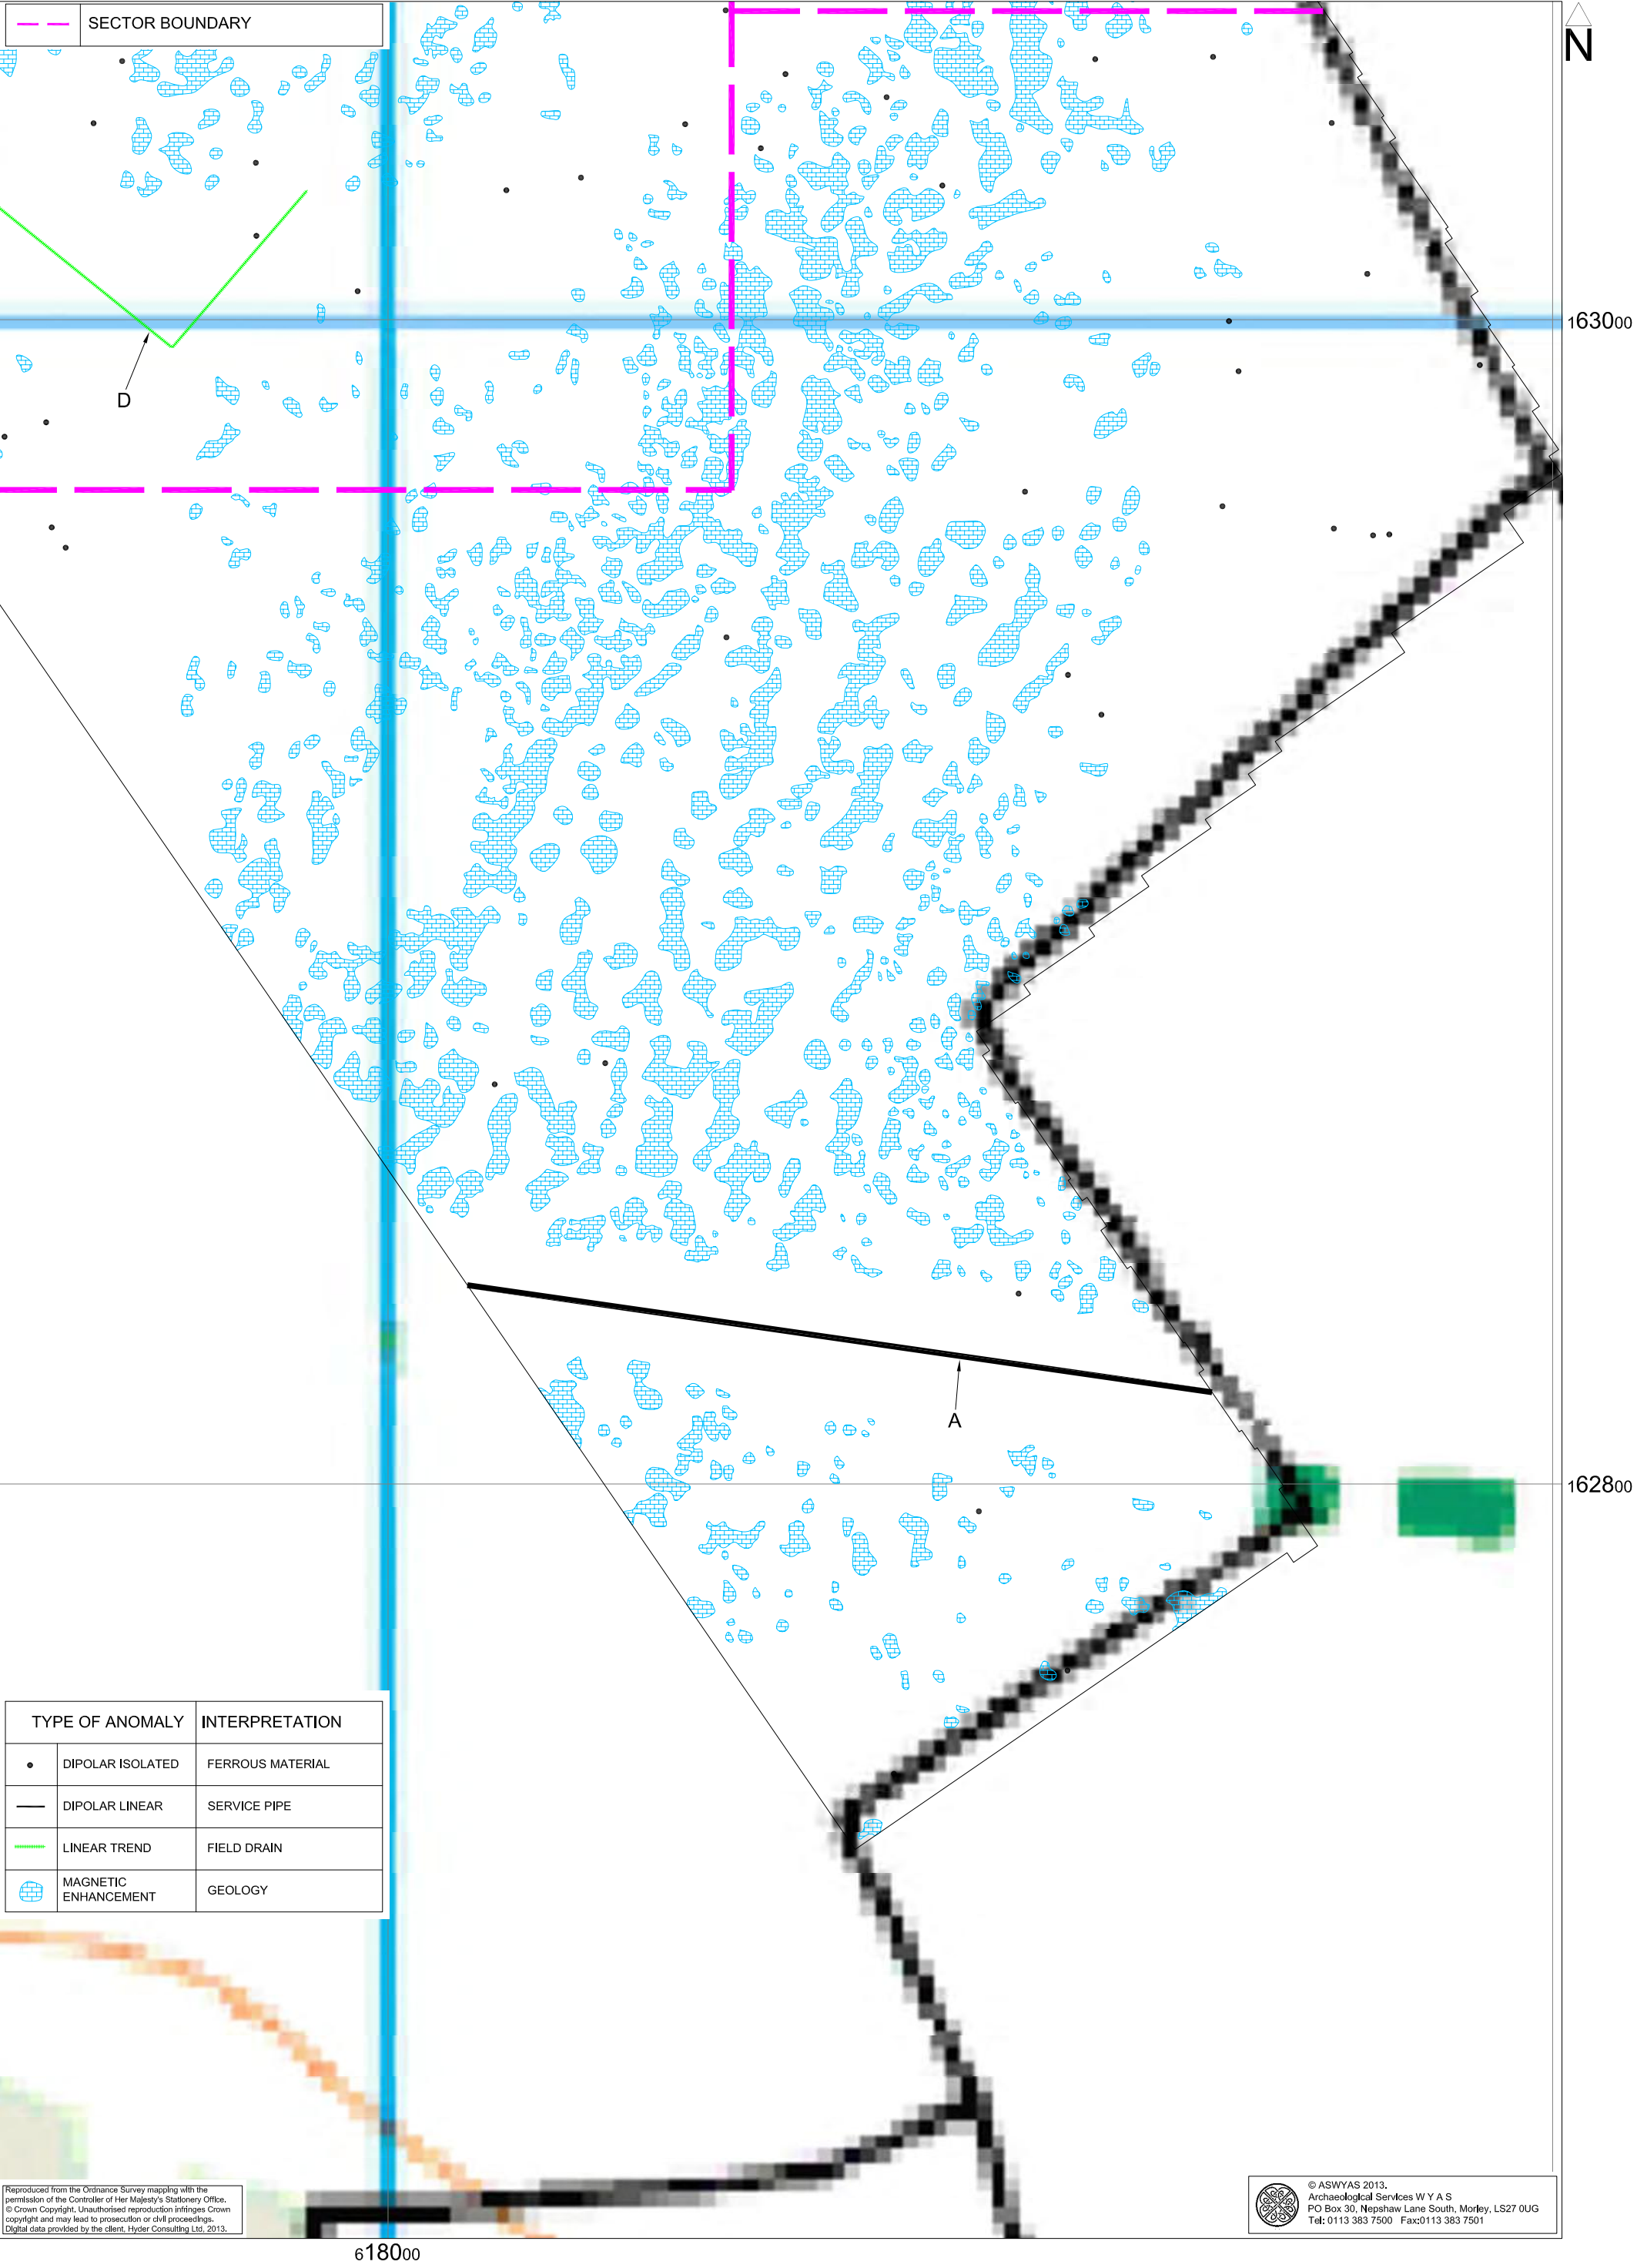 SECTOR BOUNDARY
N
163000
D
A
162800
TYPE OF ANOMALY INTERPRETATION
DIPOLAR ISOLATED FERROUS MATERIAL
DIPOLAR LINEAR SERVICE PIPE
LINEAR TREND FIELD DRAIN
MAGNETIC
ENHANCEMENT GEOLOGY
Reproduced from the Ordnance Survey mapping with the
permission of the Controller of Her Majesty's Stationery Office.
© Crown Copyright. Unauthorised reproduction infringes Crown
copyright and may lead to prosecution or civil proceedings.
Digital data provided by the client, Hyder Consulting Ltd, 2013.
© ASWYAS 2013.
Archaeological Services W Y A S
PO Box 30, Nepshaw Lane South, Morley, LS27 0UG
Tel: 0113 383 7500 Fax:0113 383 7501
618000